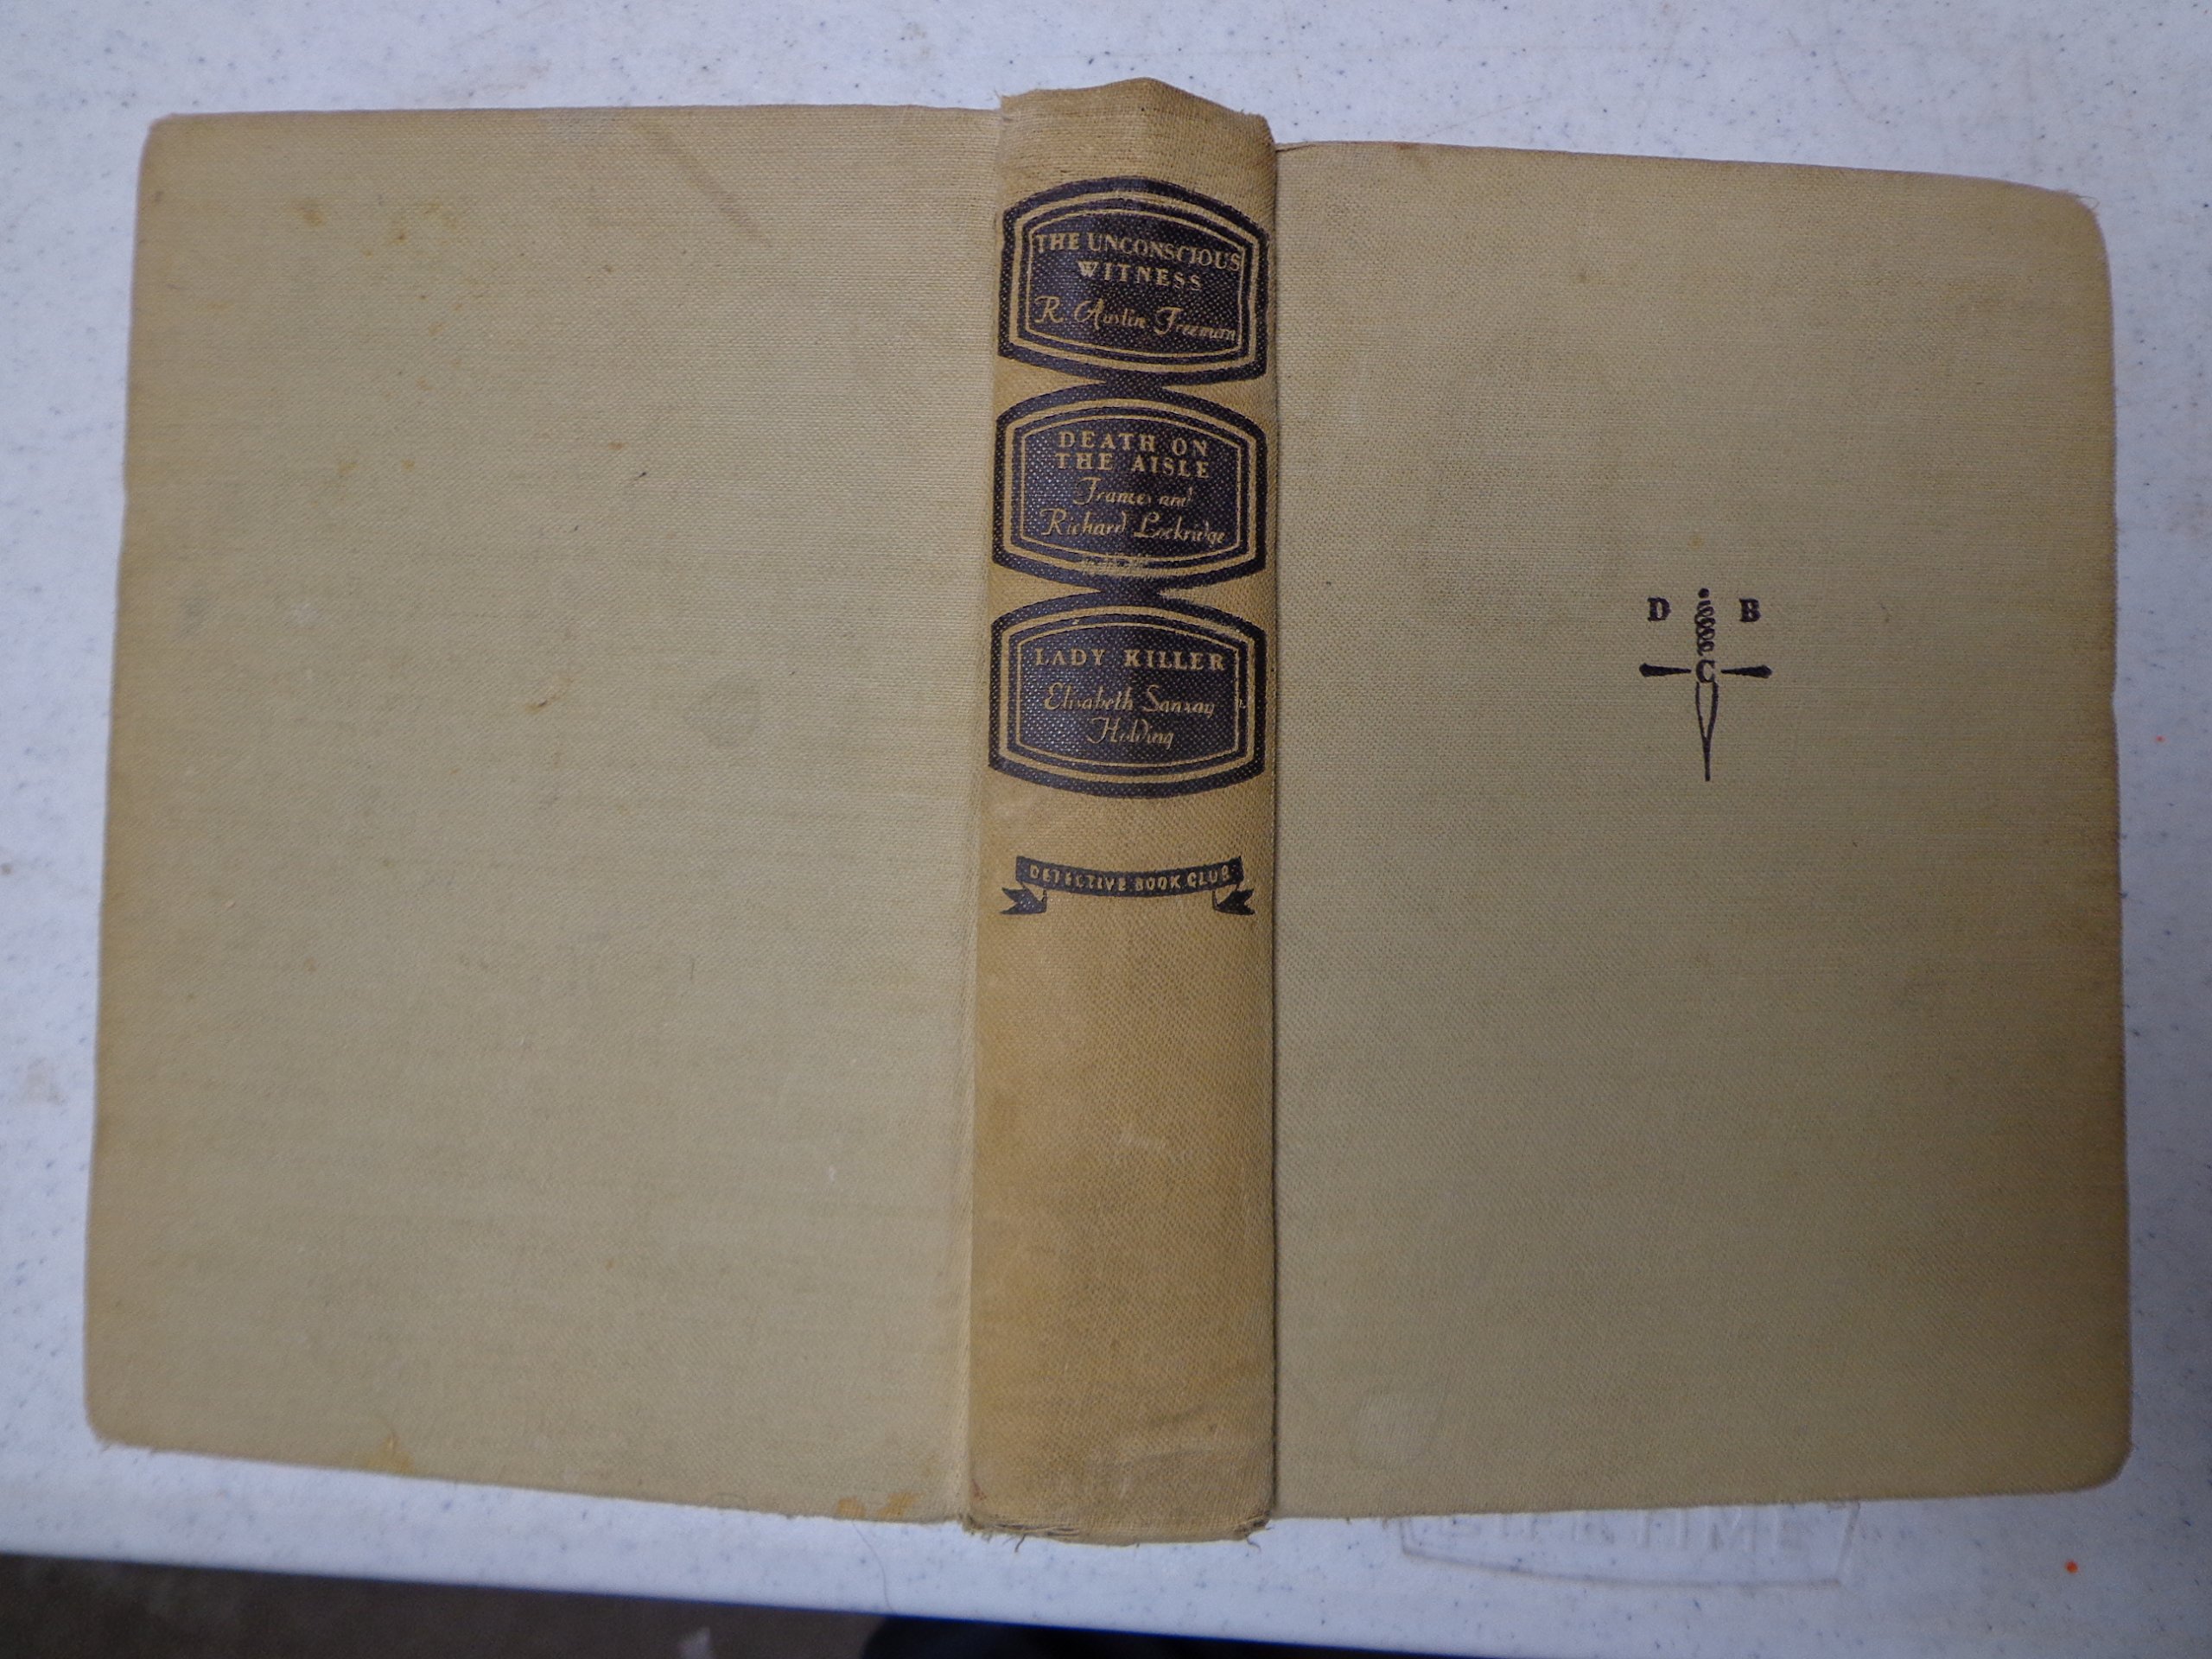 THE UNCONSCIOUS
WITNESS
R. Austin Freeman
DEATH ON
THE AISLE
Frances and
Richard Lockridge
LADY KILLER
Elisabeth Sanxay
Holding
DETECTIVE BOOK CLUB
D B
C
LIFETIME